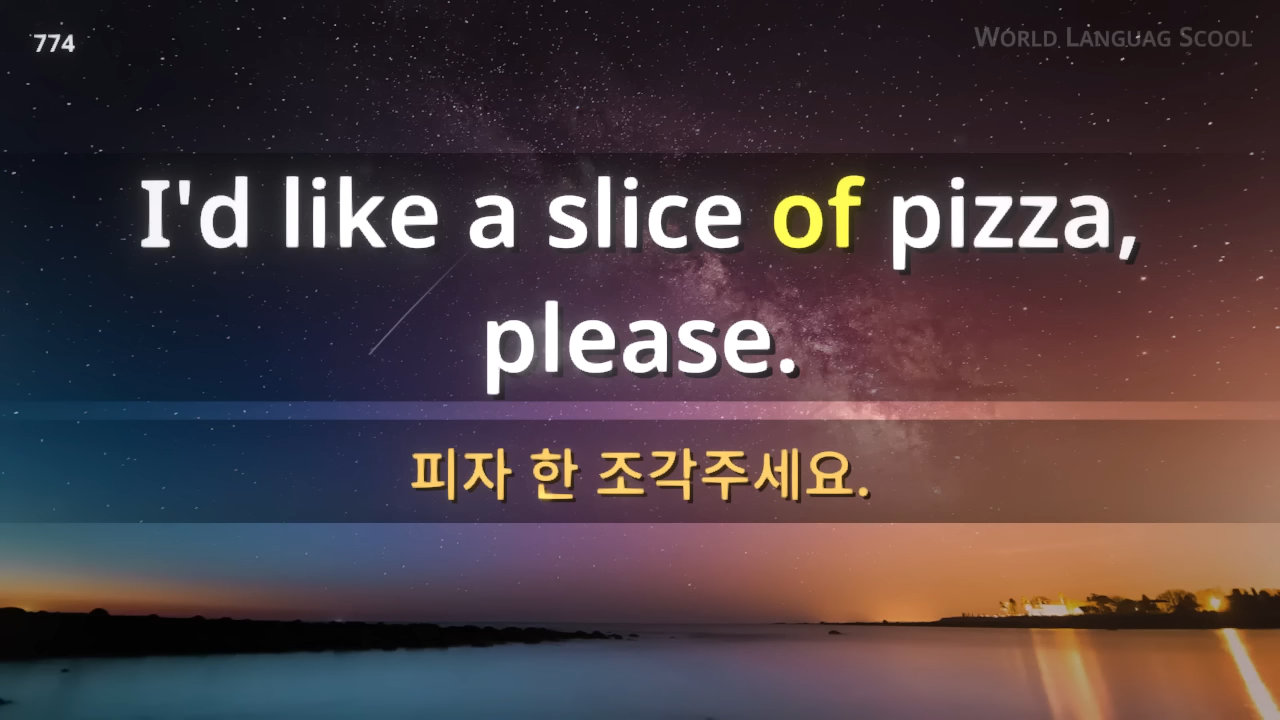 774
WORLD LANGUAG SCOOL
I'd like a slice of pizza,
please.
피자 한 조각주세요.